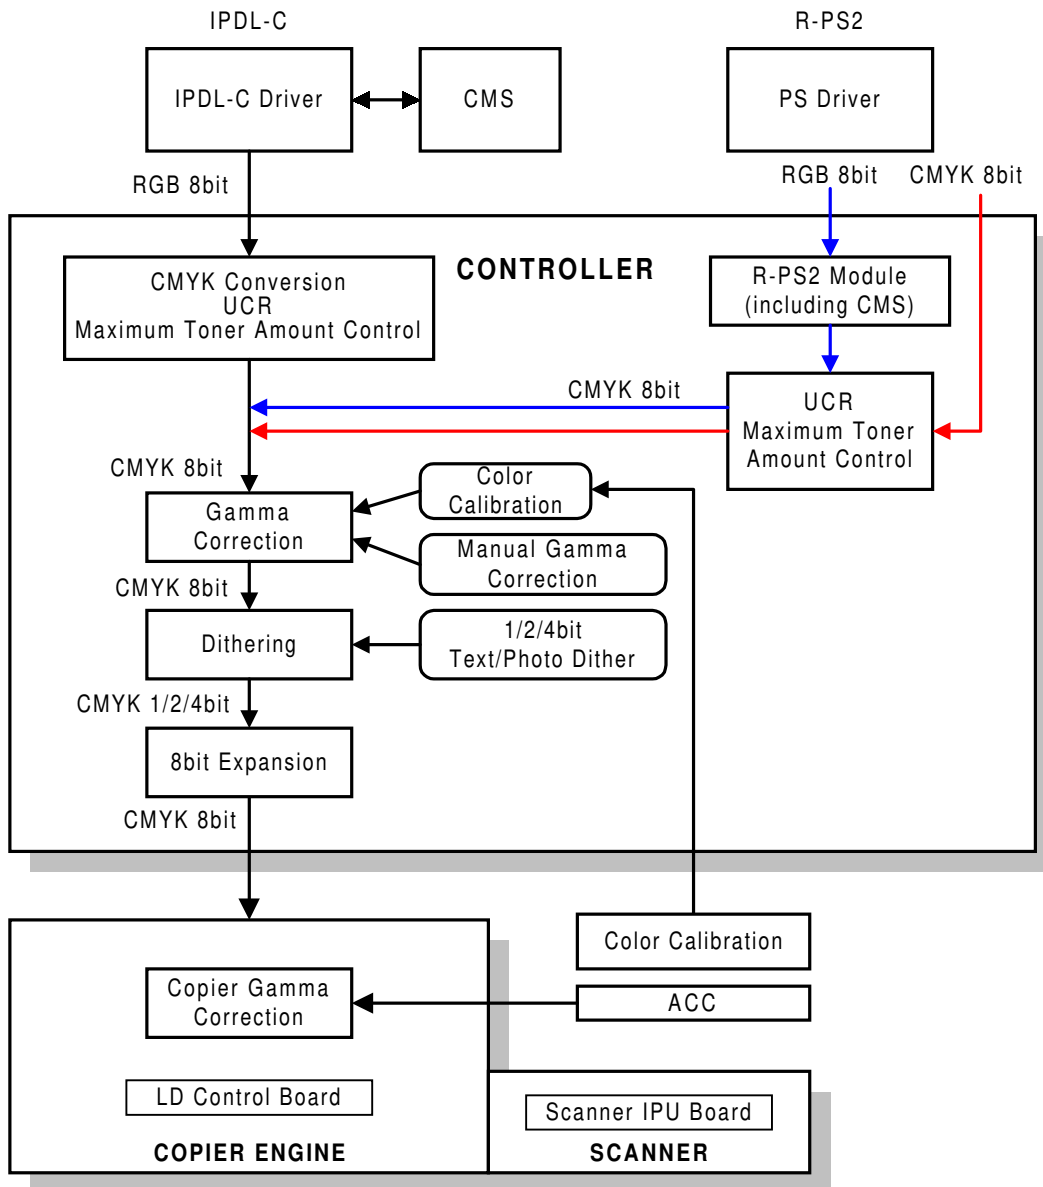 IPDL-C
R-PS2
IPDL-C Driver
CMS
PS Driver
RGB 8bit
RGB 8bit
CMYK 8bit
CONTROLLER
CMYK Conversion
UCR
Maximum Toner Amount Control
R-PS2 Module
(including CMS)
CMYK 8bit
UCR
Maximum Toner
Amount Control
CMYK 8bit
Color
Calibration
Gamma
Correction
Manual Gamma
Correction
CMYK 8bit
Dithering
1/2/4bit
Text/Photo Dither
CMYK 1/2/4bit
8bit Expansion
CMYK 8bit
Color Calibration
Copier Gamma
Correction
ACC
LD Control Board
Scanner IPU Board
COPIER ENGINE
SCANNER